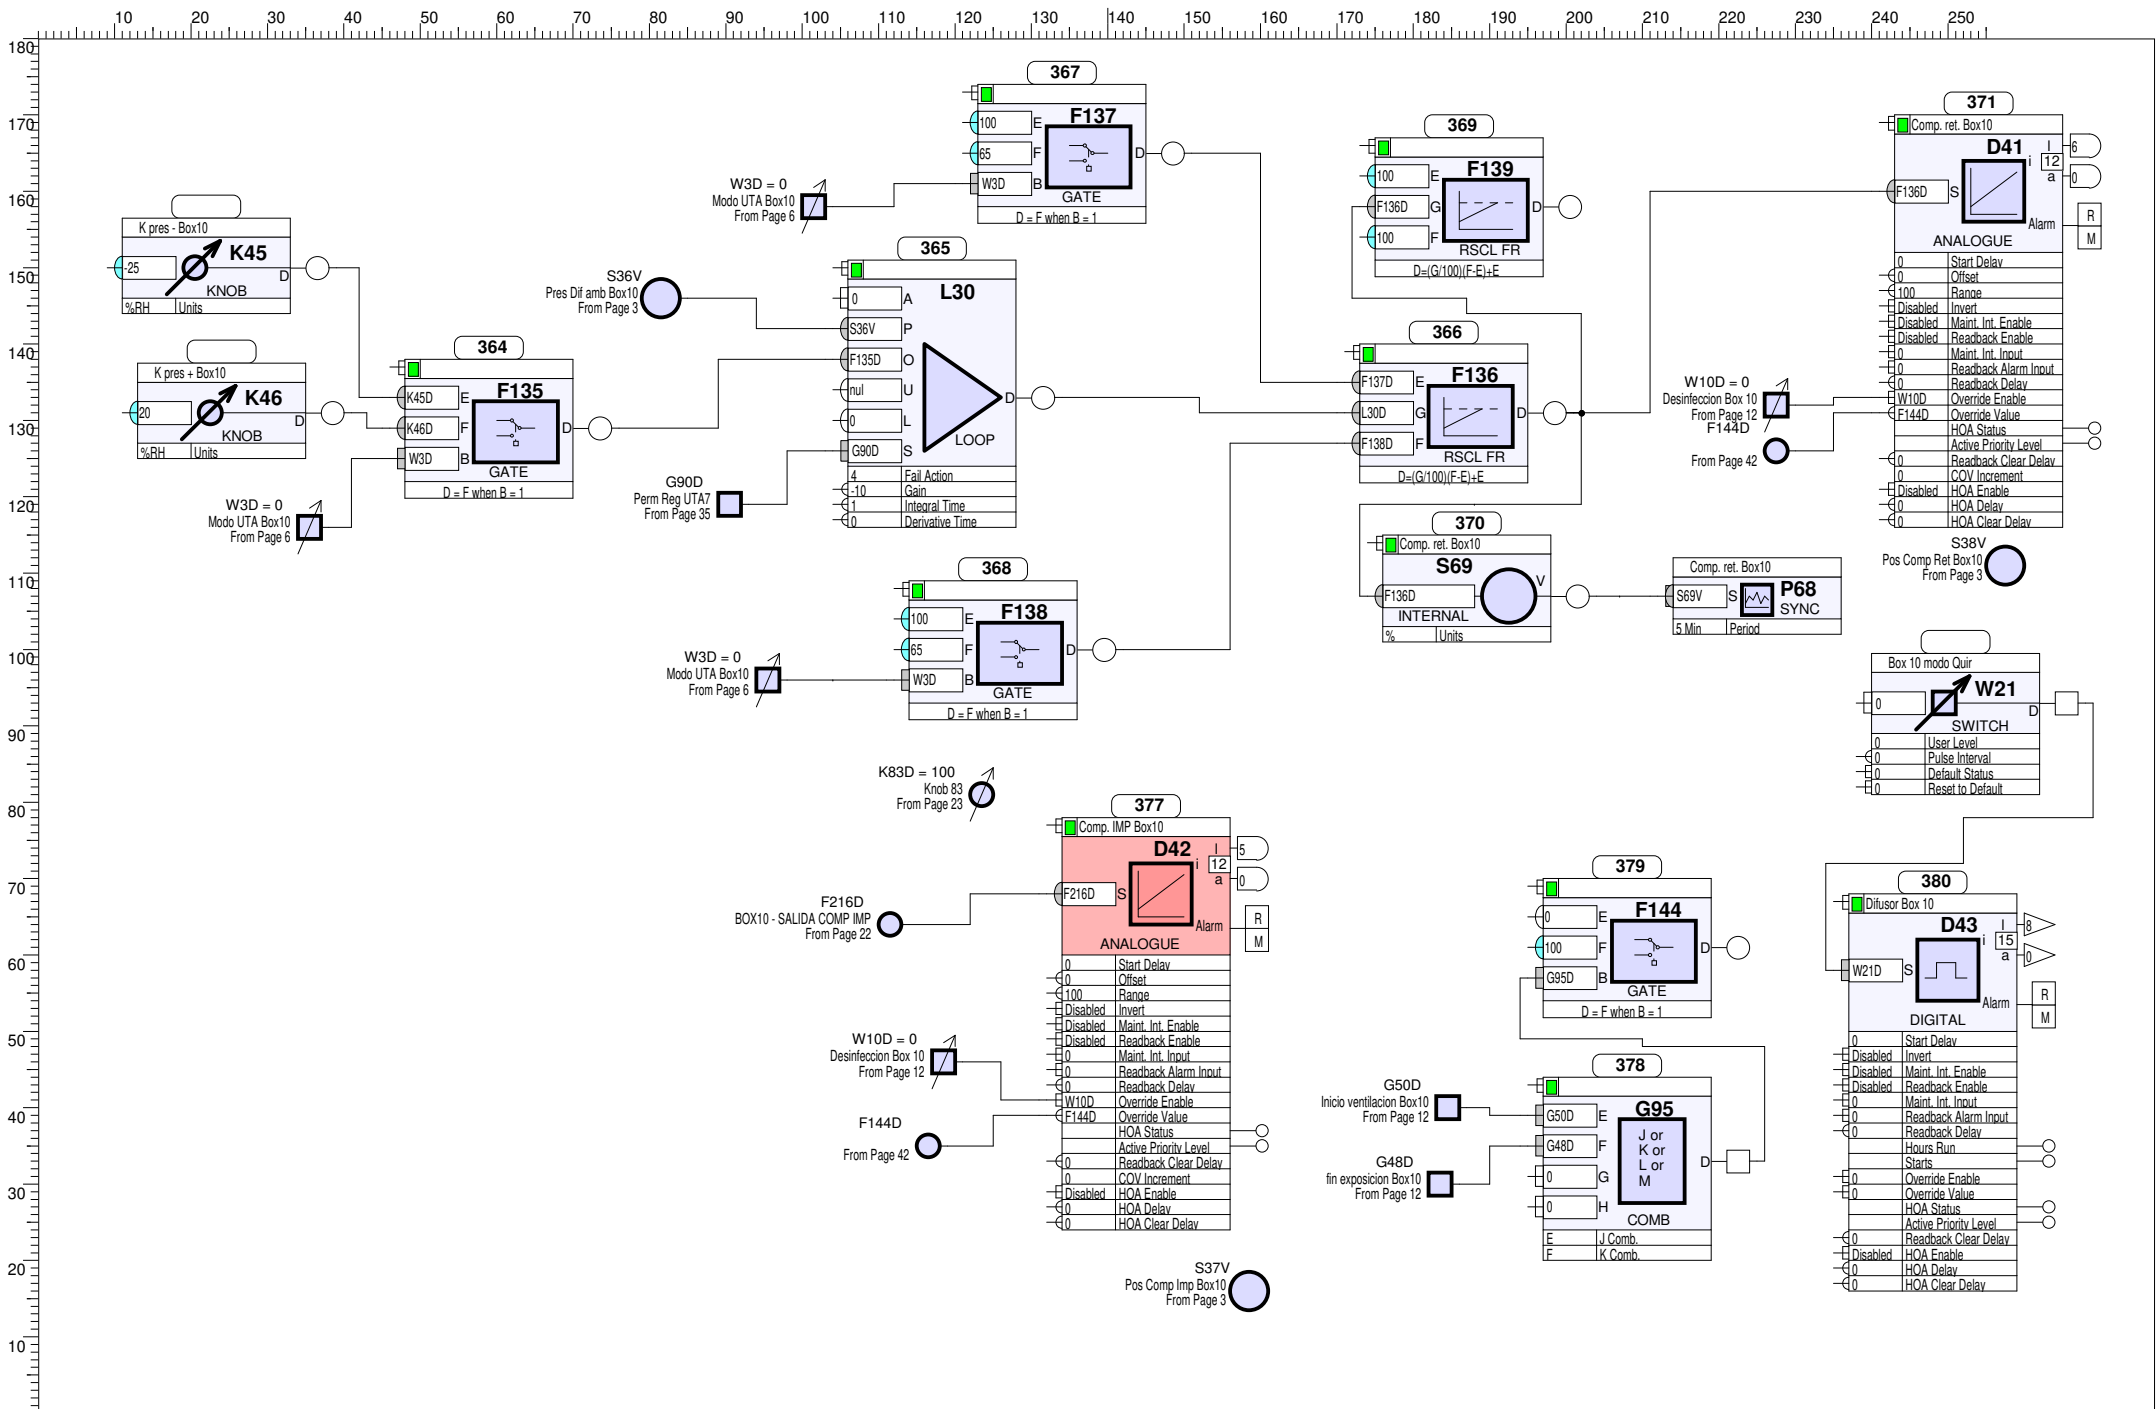 10 20 30 40 50 60 70 80 90 100 110 120 130 140 150 160 170 180 190 200 210 220 230 240 250
180
170
160
150
140
130
120
110
100
90
80
70
60
50
40
30
20
10
K pres - Box10
-25
K45
D
KNOB
%RH Units
K pres + Box10
20
K46
D
KNOB
%RH Units
W3D = 0
Modo UTA Box10
From Page 6
364
F135
K45D E
K46D F
W3D B
D
GATE
D = F when B = 1
W3D = 0
Modo UTA Box10
From Page 6
367
F137
100 E
65 F
W3D B
D
GATE
D = F when B = 1
S36V
Pres Dif amb Box10
From Page 3
G90D
Perm Reg UTA7
From Page 35
365
L30
0 A
S36V P
F135D O
nul U
0 L
G90D S
D
LOOP
4 Fail Action
-10 Gain
1 Integral Time
0 Derivative Time
W3D = 0
Modo UTA Box10
From Page 6
368
F138
100 E
65 F
W3D B
D
GATE
D = F when B = 1
369
F139
100 E
F136D G
100 F
D
RSCL FR
D=(G/100)(F-E)+E
366
F136
F137D E
L30D G
F138D F
D
RSCL FR
D=(G/100)(F-E)+E
370
Comp. ret. Box10
S69
F136D
V
INTERNAL
% Units
Comp. ret. Box10
S69V S
P68
SYNC
5 Min Period
W10D = 0
Desinfeccion Box 10
From Page 12
F144D
From Page 42
371
Comp. ret. Box10
D41
F136D S
I 6
i 12
a 0
Alarm
R
M
ANALOGUE
0 Start Delay
0 Offset
100 Range
Disabled Invert
Disabled Maint. Int. Enable
Disabled Readback Enable
0 Maint. Int. Input
0 Readback Alarm Input
0 Readback Delay
W10D Override Enable
F144D Override Value
HOA Status
Active Priority Level
0 Readback Clear Delay
0 COV Increment
Disabled HOA Enable
0 HOA Delay
0 HOA Clear Delay
S38V
Pos Comp Ret Box10
From Page 3
Box 10 modo Quir
0
W21
D
SWITCH
0 User Level
0 Pulse Interval
0 Default Status
0 Reset to Default
K83D = 100
Knob 83
From Page 23
F216D
BOX10 - SALIDA COMP IMP
From Page 22
W10D = 0
Desinfeccion Box 10
From Page 12
F144D
From Page 42
377
Comp. IMP Box10
D42
F216D S
I 5
i 12
a 0
Alarm
R
M
ANALOGUE
0 Start Delay
0 Offset
100 Range
Disabled Invert
Disabled Maint. Int. Enable
Disabled Readback Enable
0 Maint. Int. Input
0 Readback Alarm Input
0 Readback Delay
W10D Override Enable
F144D Override Value
HOA Status
Active Priority Level
0 Readback Clear Delay
0 COV Increment
Disabled HOA Enable
0 HOA Delay
0 HOA Clear Delay
S37V
Pos Comp Imp Box10
From Page 3
379
F144
0 E
100 F
G95D B
D
GATE
D = F when B = 1
G50D
Inicio ventilacion Box10
From Page 12
G48D
fin exposicion Box10
From Page 12
378
G95
G50D E
G48D F
0 G
0 H
J or
K or
L or
M
D
COMB
E J Comb.
F K Comb.
380
Difusor Box 10
D43
W21D S
I 8
i 15
a 0
Alarm
R
M
DIGITAL
0 Start Delay
Disabled Invert
Disabled Maint. Int. Enable
Disabled Readback Enable
0 Maint. Int. Input
0 Readback Alarm Input
0 Readback Delay
Hours Run
Starts
0 Override Enable
0 Override Value
HOA Status
Active Priority Level
0 Readback Clear Delay
Disabled HOA Enable
0 HOA Delay
0 HOA Clear Delay